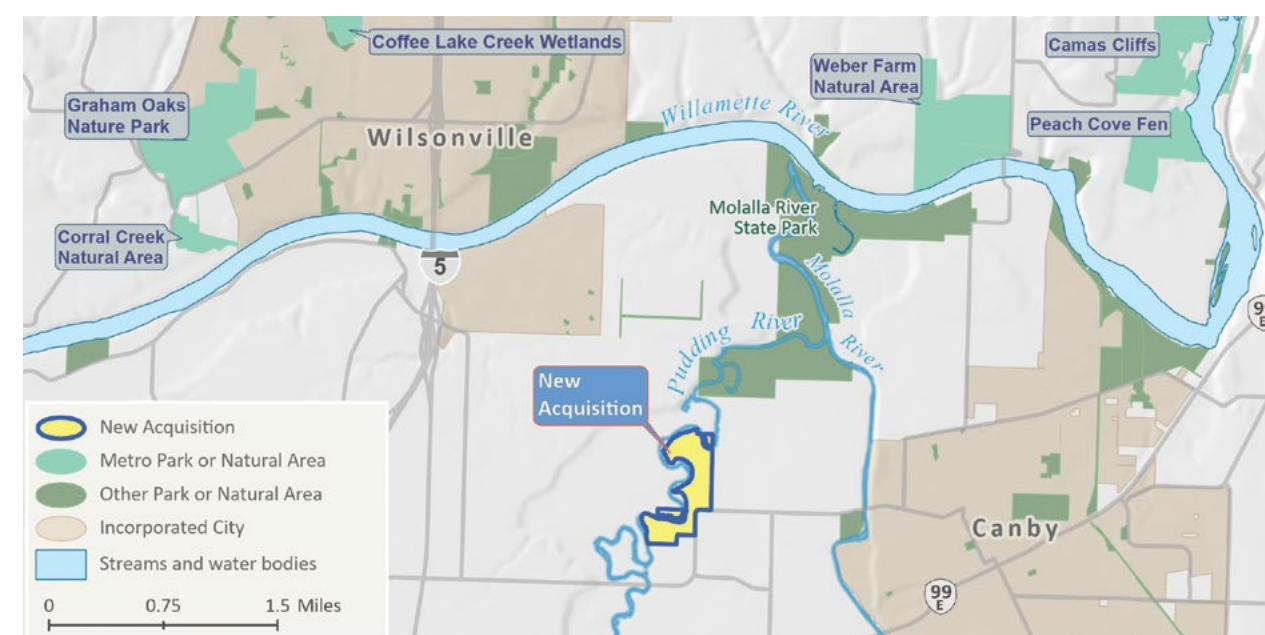 Coffee Lake Creek Wetlands
Camas Cliffs
Weber Farm
Natural Area
Graham Oaks
Nature Park
Peach Cove Fen
Willamette River
Wilsonville
Molalla River
State Park
Corral Creek
Natural Area
5
Molalla River
Pudding River
New
Acquisition
New Acquisition
Metro Park or Natural Area
Other Park or Natural Area
Incorporated City
Streams and water bodies
0 0.75 1.5 Miles
Canby
99
E